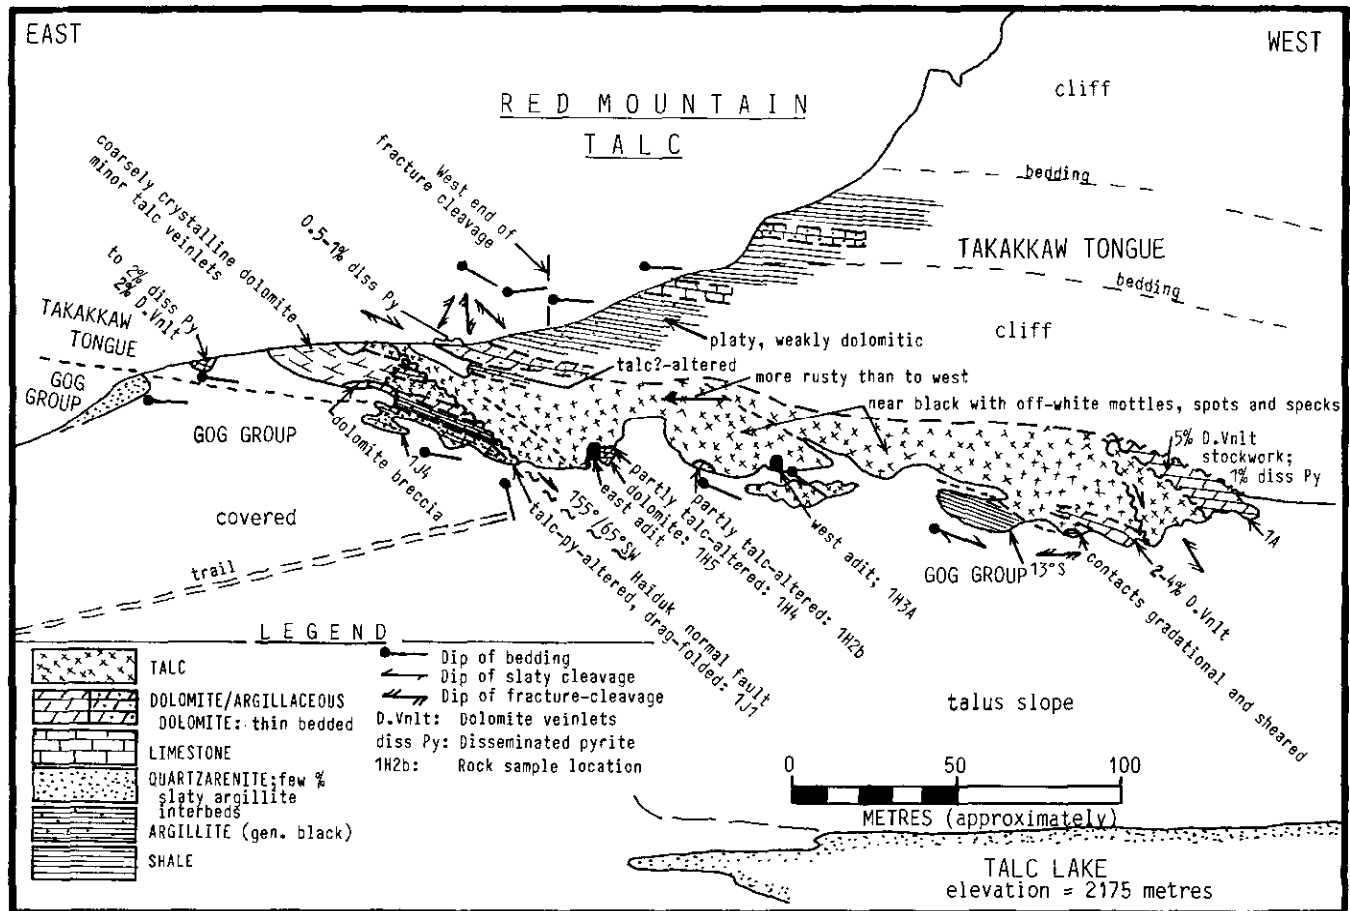 EAST
WEST
RED MOUNTAIN
TALC
cliff
bedding
TAKAKKAW TONGUE
bedding
cliff
West end of
fracture cleavage
coarsely crystalline dolomite
minor talc veinlets
0.5-1% diss Py
to 2% diss Py
2% D.Vnlt
TAKAKKAW
TONGUE
GOG
GROUP
GOG GROUP
platy, weakly dolomitic
talc?-altered
more rusty than to west
near black with off-white mottles, spots and specks
5% D.Vnlt
stockwork;
1% diss Py
1A
dolomite breccia
1J4
covered
trail
talc-py-altered, drag-folded: 1J1
155°/65°SW Haiduk normal fault
east adit
partly talc-altered
dolomite: 1H5
partly talc-altered: 1H4
partly talc-altered: 1H2b
west adit; 1H3A
GOG GROUP
13°S
contacts gradational and sheared
2-4% D.Vnlt
talus slope
LEGEND
TALC
DOLOMITE/ARGILLACEOUS
DOLOMITE: thin bedded
LIMESTONE
QUARTZARENITE; few %
slaty argillite
interbeds
ARGILLITE (gen. black)
SHALE
Dip of bedding
Dip of slaty cleavage
Dip of fracture-cleavage
D.Vnlt: Dolomite veinlets
diss Py: Disseminated pyrite
1H2b: Rock sample location
0 50 100
METRES (approximately)
TALC LAKE
elevation = 2175 metres